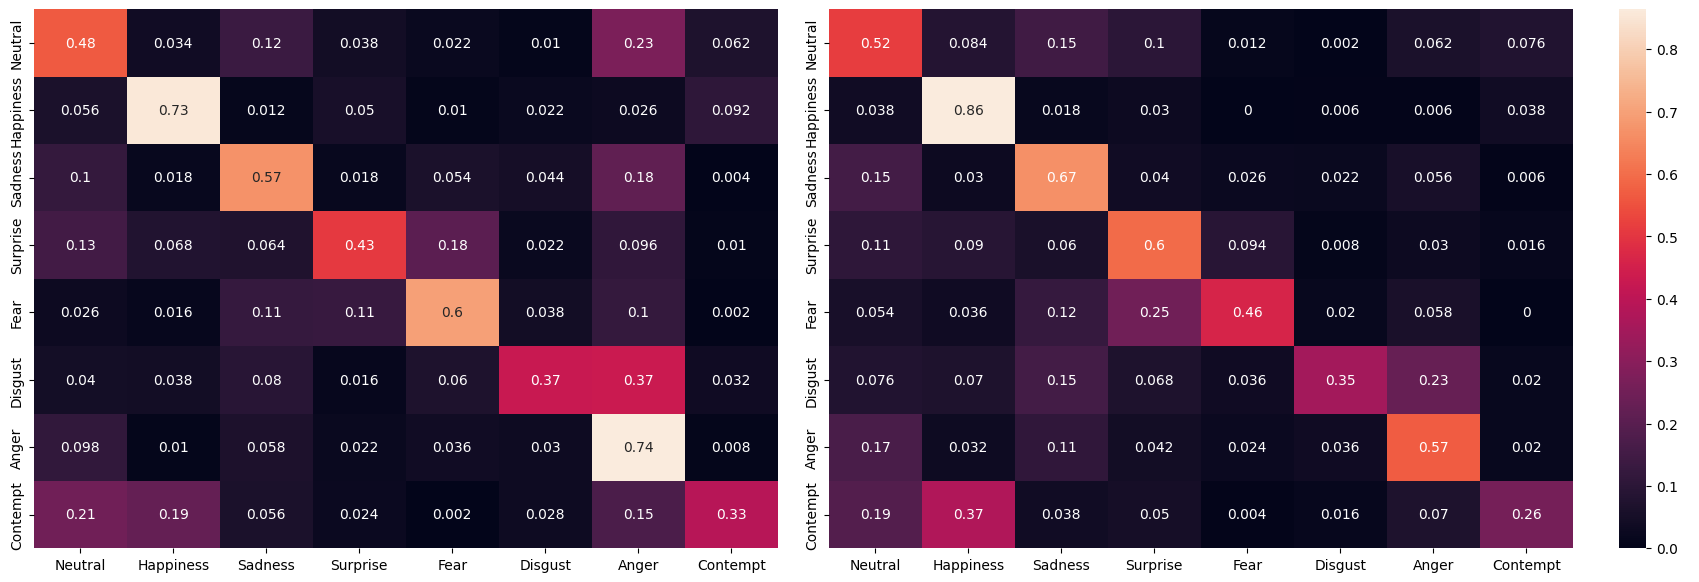 Neutral 0.48 0.034 0.12 0.038 0.022 0.01 0.23 0.062
Happiness 0.056 0.73 0.012 0.05 0.01 0.022 0.026 0.092
Sadness 0.1 0.018 0.57 0.018 0.054 0.044 0.18 0.004
Surprise 0.13 0.068 0.064 0.43 0.18 0.022 0.096 0.01
Fear 0.026 0.016 0.11 0.11 0.6 0.038 0.1 0.002
Disgust 0.04 0.038 0.08 0.016 0.06 0.37 0.37 0.032
Anger 0.098 0.01 0.058 0.022 0.036 0.03 0.74 0.008
Contempt 0.21 0.19 0.056 0.024 0.002 0.028 0.15 0.33
Neutral Happiness Sadness Surprise Fear Disgust Anger Contempt
Neutral 0.52 0.084 0.15 0.1 0.012 0.002 0.062 0.076
Happiness 0.038 0.86 0.018 0.03 0 0.006 0.006 0.038
Sadness 0.15 0.03 0.67 0.04 0.026 0.022 0.056 0.006
Surprise 0.11 0.09 0.06 0.6 0.094 0.008 0.03 0.016
Fear 0.054 0.036 0.12 0.25 0.46 0.02 0.058 0
Disgust 0.076 0.07 0.15 0.068 0.036 0.35 0.23 0.02
Anger 0.17 0.032 0.11 0.042 0.024 0.036 0.57 0.02
Contempt 0.19 0.37 0.038 0.05 0.004 0.016 0.07 0.26
Neutral Happiness Sadness Surprise Fear Disgust Anger Contempt
0.8
0.7
0.6
0.5
0.4
0.3
0.2
0.1
0.0